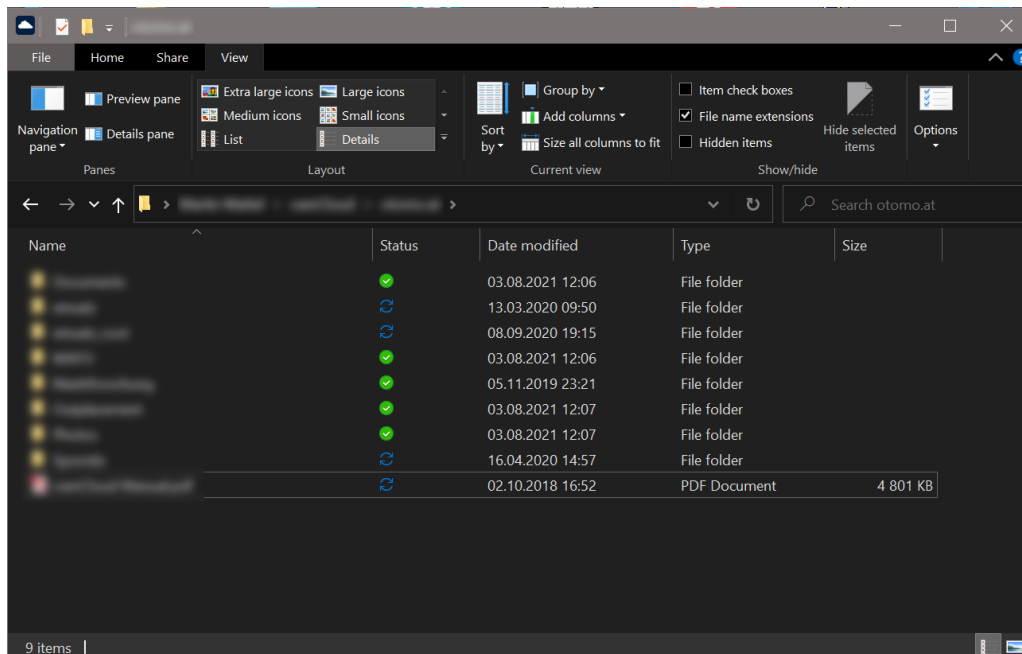 File Home Share View
Navigation pane
Preview pane
Details pane
Panes
Extra large icons Large icons
Medium icons Small icons
List Details
Layout
Sort by
Group by
Add columns
Size all columns to fit
Current view
Item check boxes
File name extensions
Hidden items
Hide selected items
Show/hide
Options
Search otomo.at
Name Status Date modified Type Size
03.08.2021 12:06 File folder
13.03.2020 09:50 File folder
08.09.2020 19:15 File folder
03.08.2021 12:06 File folder
05.11.2019 23:21 File folder
03.08.2021 12:07 File folder
03.08.2021 12:07 File folder
16.04.2020 14:57 File folder
02.10.2018 16:52 PDF Document 4 801 KB
9 items